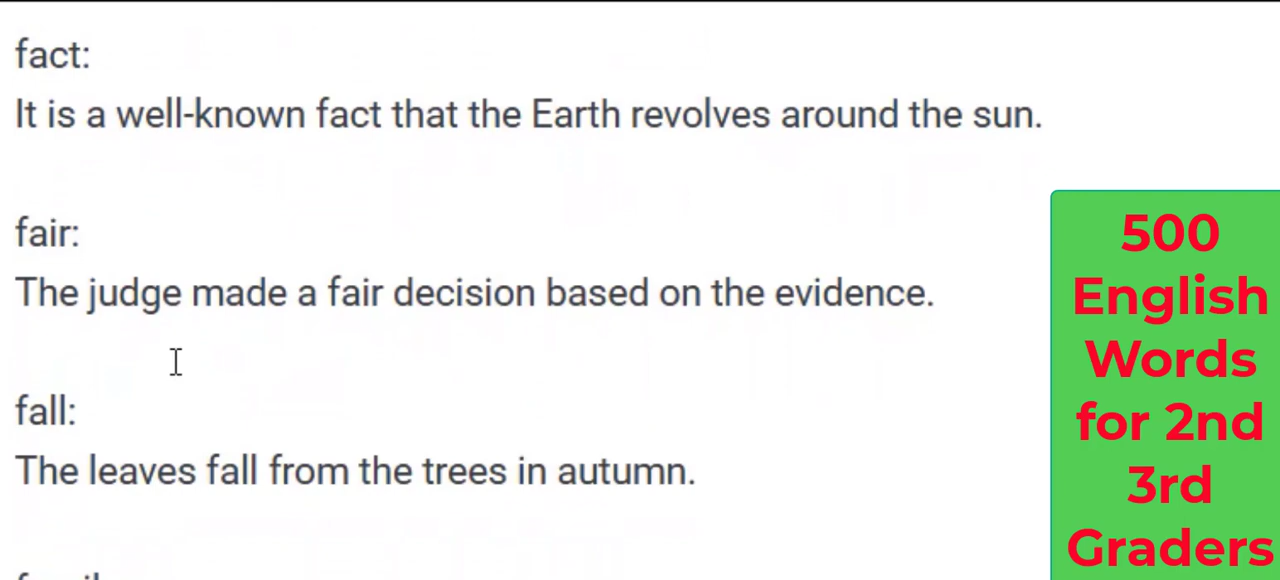 fact:
It is a well-known fact that the Earth revolves around the sun.
fair:
The judge made a fair decision based on the evidence.
fall:
The leaves fall from the trees in autumn.
500
English
Words
for 2nd
3rd
Graders